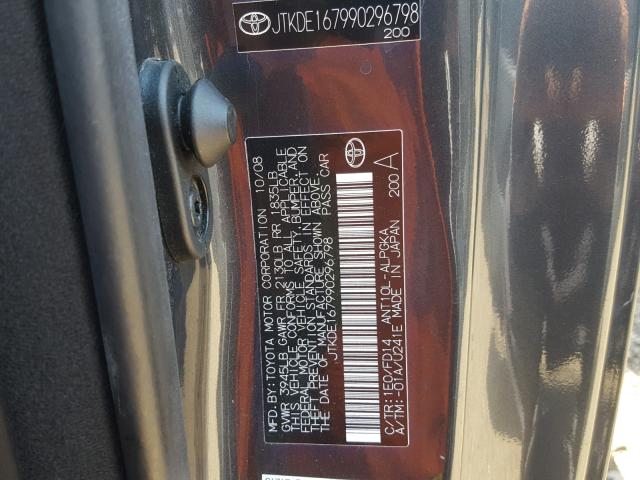 JTKDE167990296798
200
MFD.BY:TOYOTA MOTOR CORPORATION 10/08
GVWR 3945LB GAWR FR 2130LB RR 1835LB
THIS VEHICLE CONFORMS TO ALL APPLICABLE
FEDERAL MOTOR VEHICLE SAFETY, BUMPER, AND
THEFT PREVENTION STANDARDS IN EFFECT ON
THE DATE OF MANUFACTURE SHOWN ABOVE.
JTKDE167990296798 PASS CAR
C/TR:1E0/FD14 ANT10L-ALPGKA
A/TM:-01A/U241E MADE IN JAPAN
200 A